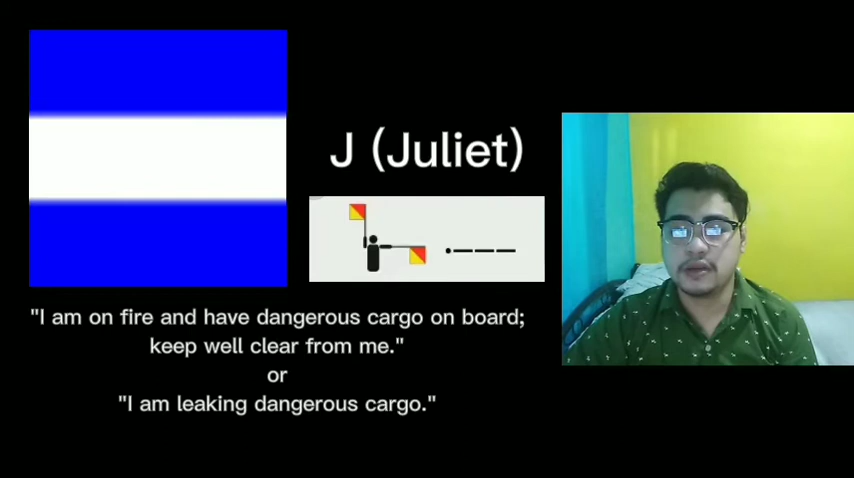 J (Juliet)
"I am on fire and have dangerous cargo on board;
keep well clear from me."
or
"I am leaking dangerous cargo."